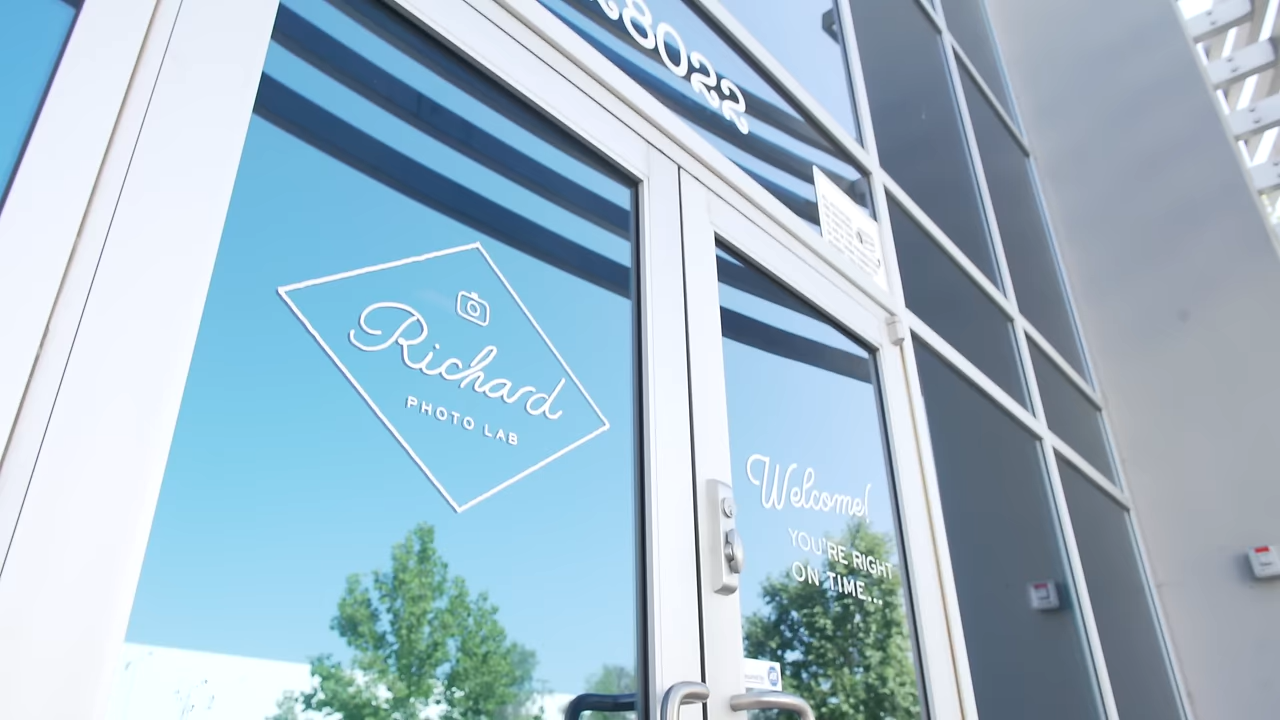 28022
Richard
PHOTO LAB
Welcome!
YOU'RE RIGHT
ON TIME...